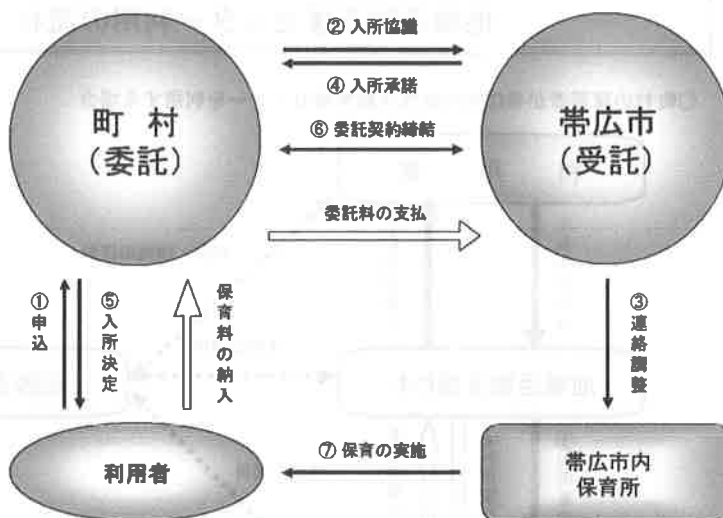 ② 入所協議
④ 入所承諾
町 村
（委託）
帯広市
（受託）
⑥ 委託契約締結
委託料の支払
①申込
⑤入所決定
保育料の納入
③連絡調整
利用者
⑦ 保育の実施
帯広市内
保育所